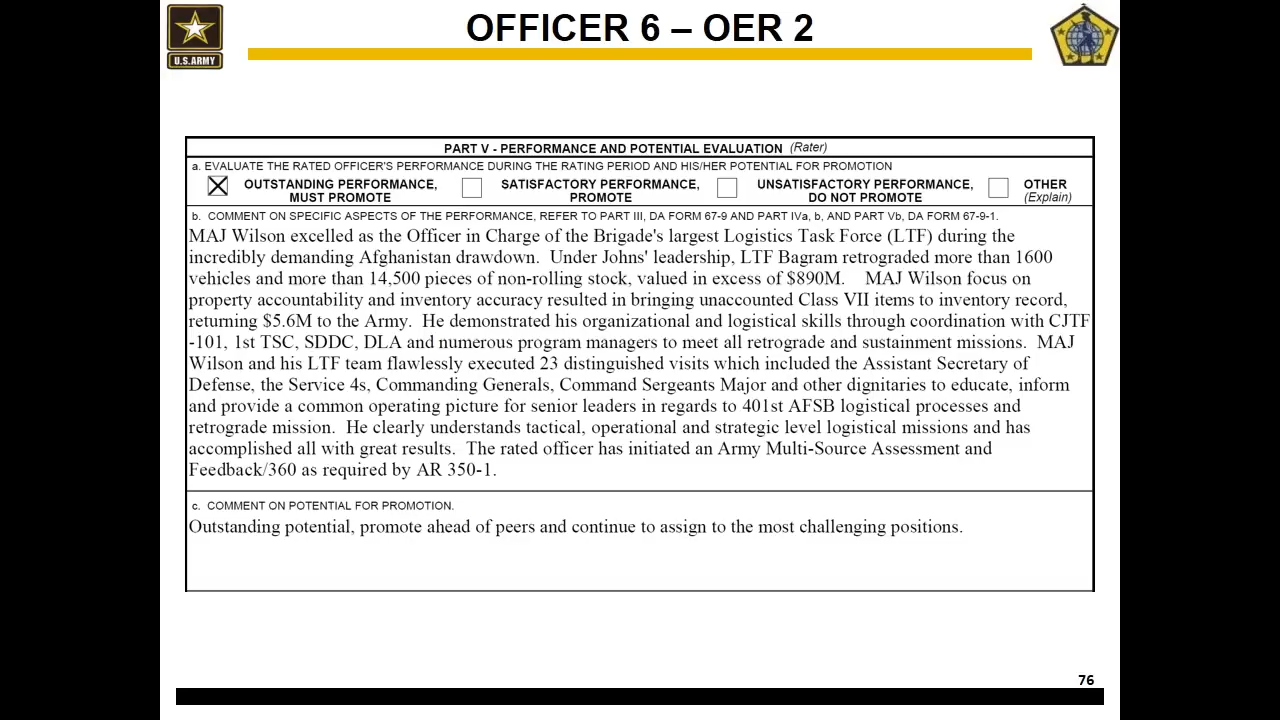 OFFICER 6 – OER 2
U.S.ARMY
PART V - PERFORMANCE AND POTENTIAL EVALUATION (Rater)
a. EVALUATE THE RATED OFFICER'S PERFORMANCE DURING THE RATING PERIOD AND HIS/HER POTENTIAL FOR PROMOTION
OUTSTANDING PERFORMANCE, MUST PROMOTE
SATISFACTORY PERFORMANCE, PROMOTE
UNSATISFACTORY PERFORMANCE, DO NOT PROMOTE
OTHER (Explain)
b. COMMENT ON SPECIFIC ASPECTS OF THE PERFORMANCE, REFER TO PART III, DA FORM 67-9 AND PART IVa, b, AND PART Vb, DA FORM 67-9-1.
MAJ Wilson excelled as the Officer in Charge of the Brigade's largest Logistics Task Force (LTF) during the
incredibly demanding Afghanistan drawdown. Under Johns' leadership, LTF Bagram retrograded more than 1600
vehicles and more than 14,500 pieces of non-rolling stock, valued in excess of $890M. MAJ Wilson focus on
property accountability and inventory accuracy resulted in bringing unaccounted Class VII items to inventory record,
returning $5.6M to the Army. He demonstrated his organizational and logistical skills through coordination with CJTF
-101, 1st TSC, SDDC, DLA and numerous program managers to meet all retrograde and sustainment missions. MAJ
Wilson and his LTF team flawlessly executed 23 distinguished visits which included the Assistant Secretary of
Defense, the Service 4s, Commanding Generals, Command Sergeants Major and other dignitaries to educate, inform
and provide a common operating picture for senior leaders in regards to 401st AFSB logistical processes and
retrograde mission. He clearly understands tactical, operational and strategic level logistical missions and has
accomplished all with great results. The rated officer has initiated an Army Multi-Source Assessment and
Feedback/360 as required by AR 350-1.
c. COMMENT ON POTENTIAL FOR PROMOTION.
Outstanding potential, promote ahead of peers and continue to assign to the most challenging positions.
76